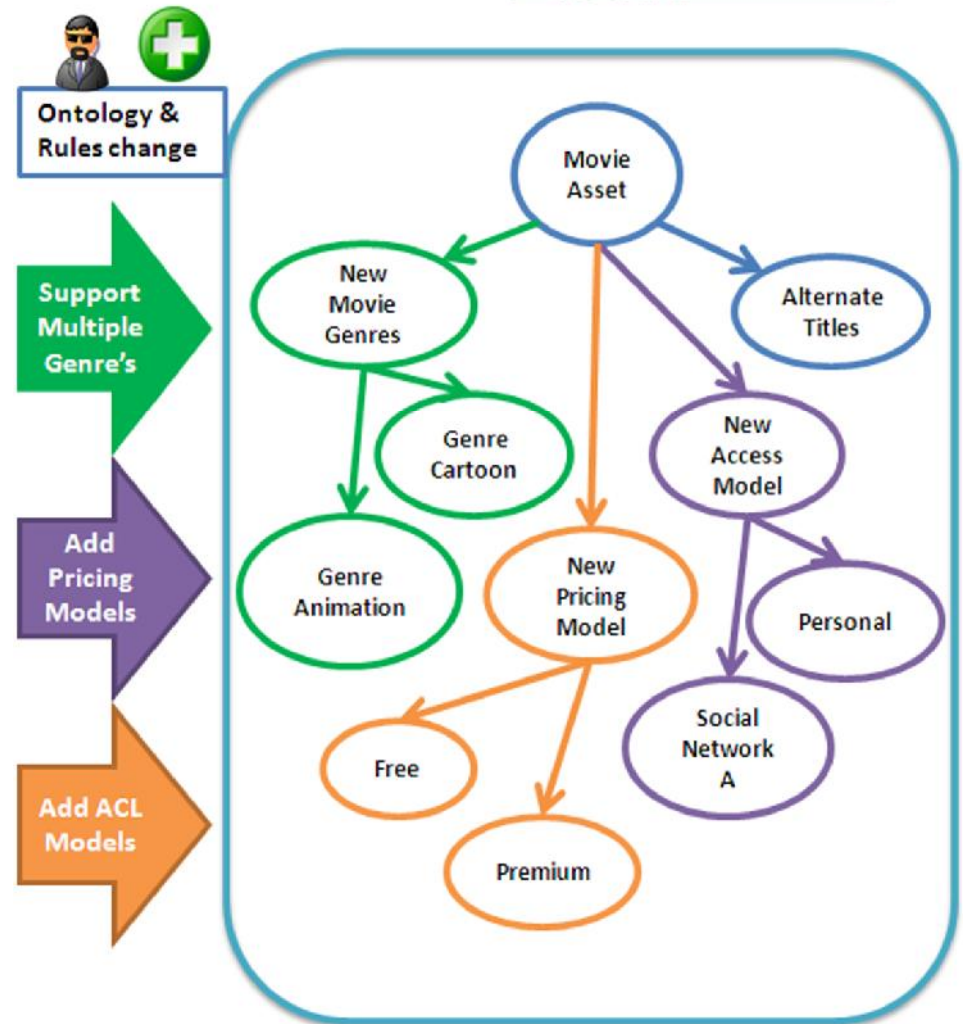 Ontology &
Rules change
Support
Multiple
Genre's
Add
Pricing
Models
Add ACL
Models
Movie
Asset
New
Movie
Genres
Alternate
Titles
Genre
Cartoon
New
Access
Model
Genre
Animation
New
Pricing
Model
Personal
Social
Network
A
Free
Premium